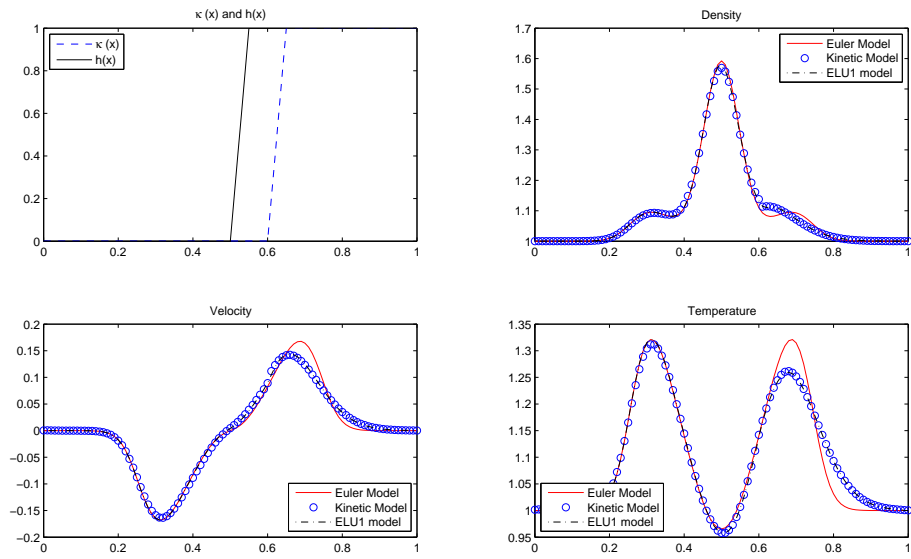 κ (x) and h(x)
1
0.8
0.6
0.4
0.2
0
0 0.2 0.4 0.6 0.8 1
κ (x)
h(x)
Density
1.7
1.6
1.5
1.4
1.3
1.2
1.1
1
0 0.2 0.4 0.6 0.8 1
Euler Model
Kinetic Model
ELU1 model
Velocity
0.2
0.15
0.1
0.05
0
−0.05
−0.1
−0.15
−0.2
0 0.2 0.4 0.6 0.8 1
Euler Model
Kinetic Model
ELU1 model
Temperature
1.35
1.3
1.25
1.2
1.15
1.1
1.05
1
0.95
0 0.2 0.4 0.6 0.8 1
Euler Model
Kinetic Model
ELU1 model